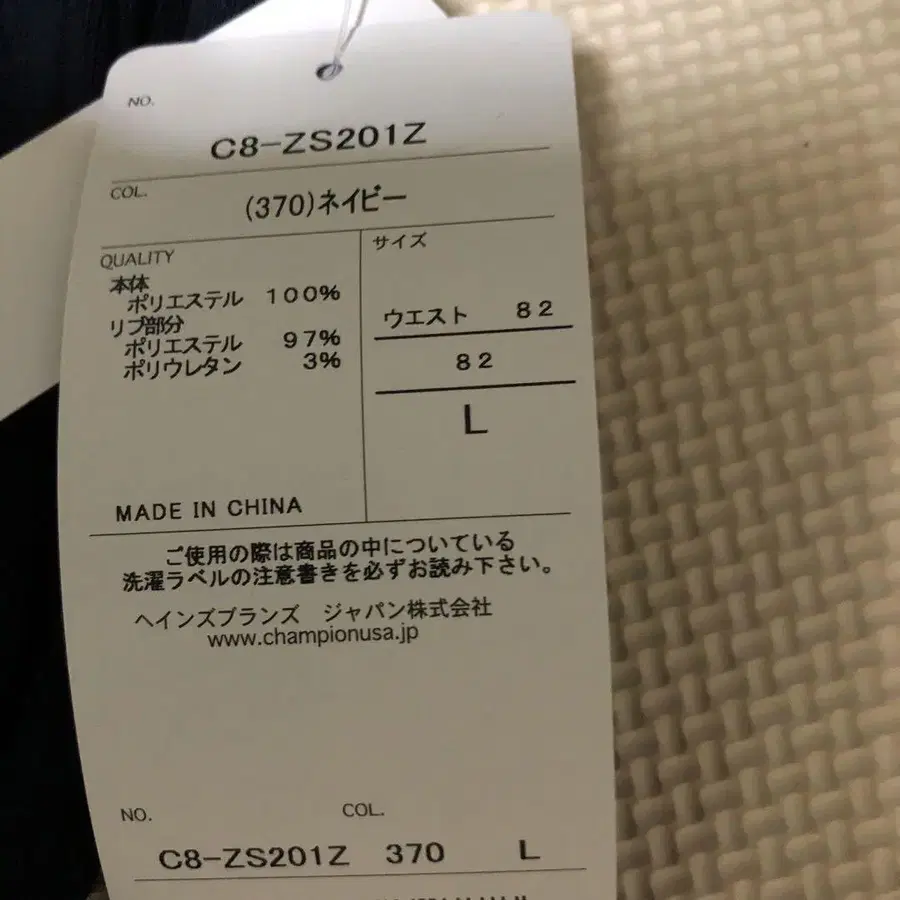 NO.
C8-ZS201Z
COL.
(370)ネイビー
QUALITY
本体
ポリエステル 100%
リブ部分
ポリエステル 97%
ポリウレタン 3%
MADE IN CHINA
サイズ
ウエスト 82
82
L
ご使用の際は商品の中についている
洗濯ラベルの注意書きを必ずお読み下さい。
ヘインズブランズ ジャパン株式会社
www.championusa.jp
NO. COL.
C8-ZS201Z 370 L